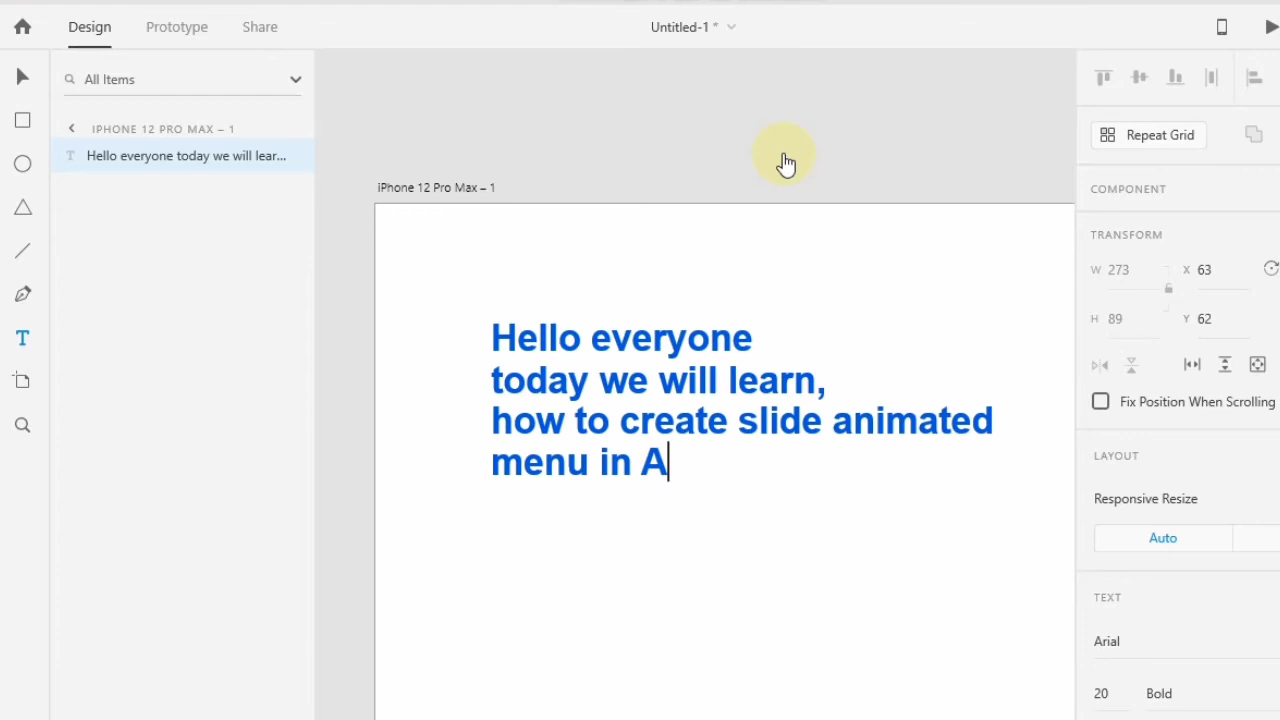 Design Prototype Share Untitled-1 *
All Items
IPHONE 12 PRO MAX – 1
Hello everyone today we will lear...
iPhone 12 Pro Max – 1
Hello everyone
today we will learn,
how to create slide animated
menu in A
Repeat Grid
COMPONENT
TRANSFORM
W 273 X 63
H 89 Y 62
Fix Position When Scrolling
LAYOUT
Responsive Resize
Auto
TEXT
Arial
20 Bold